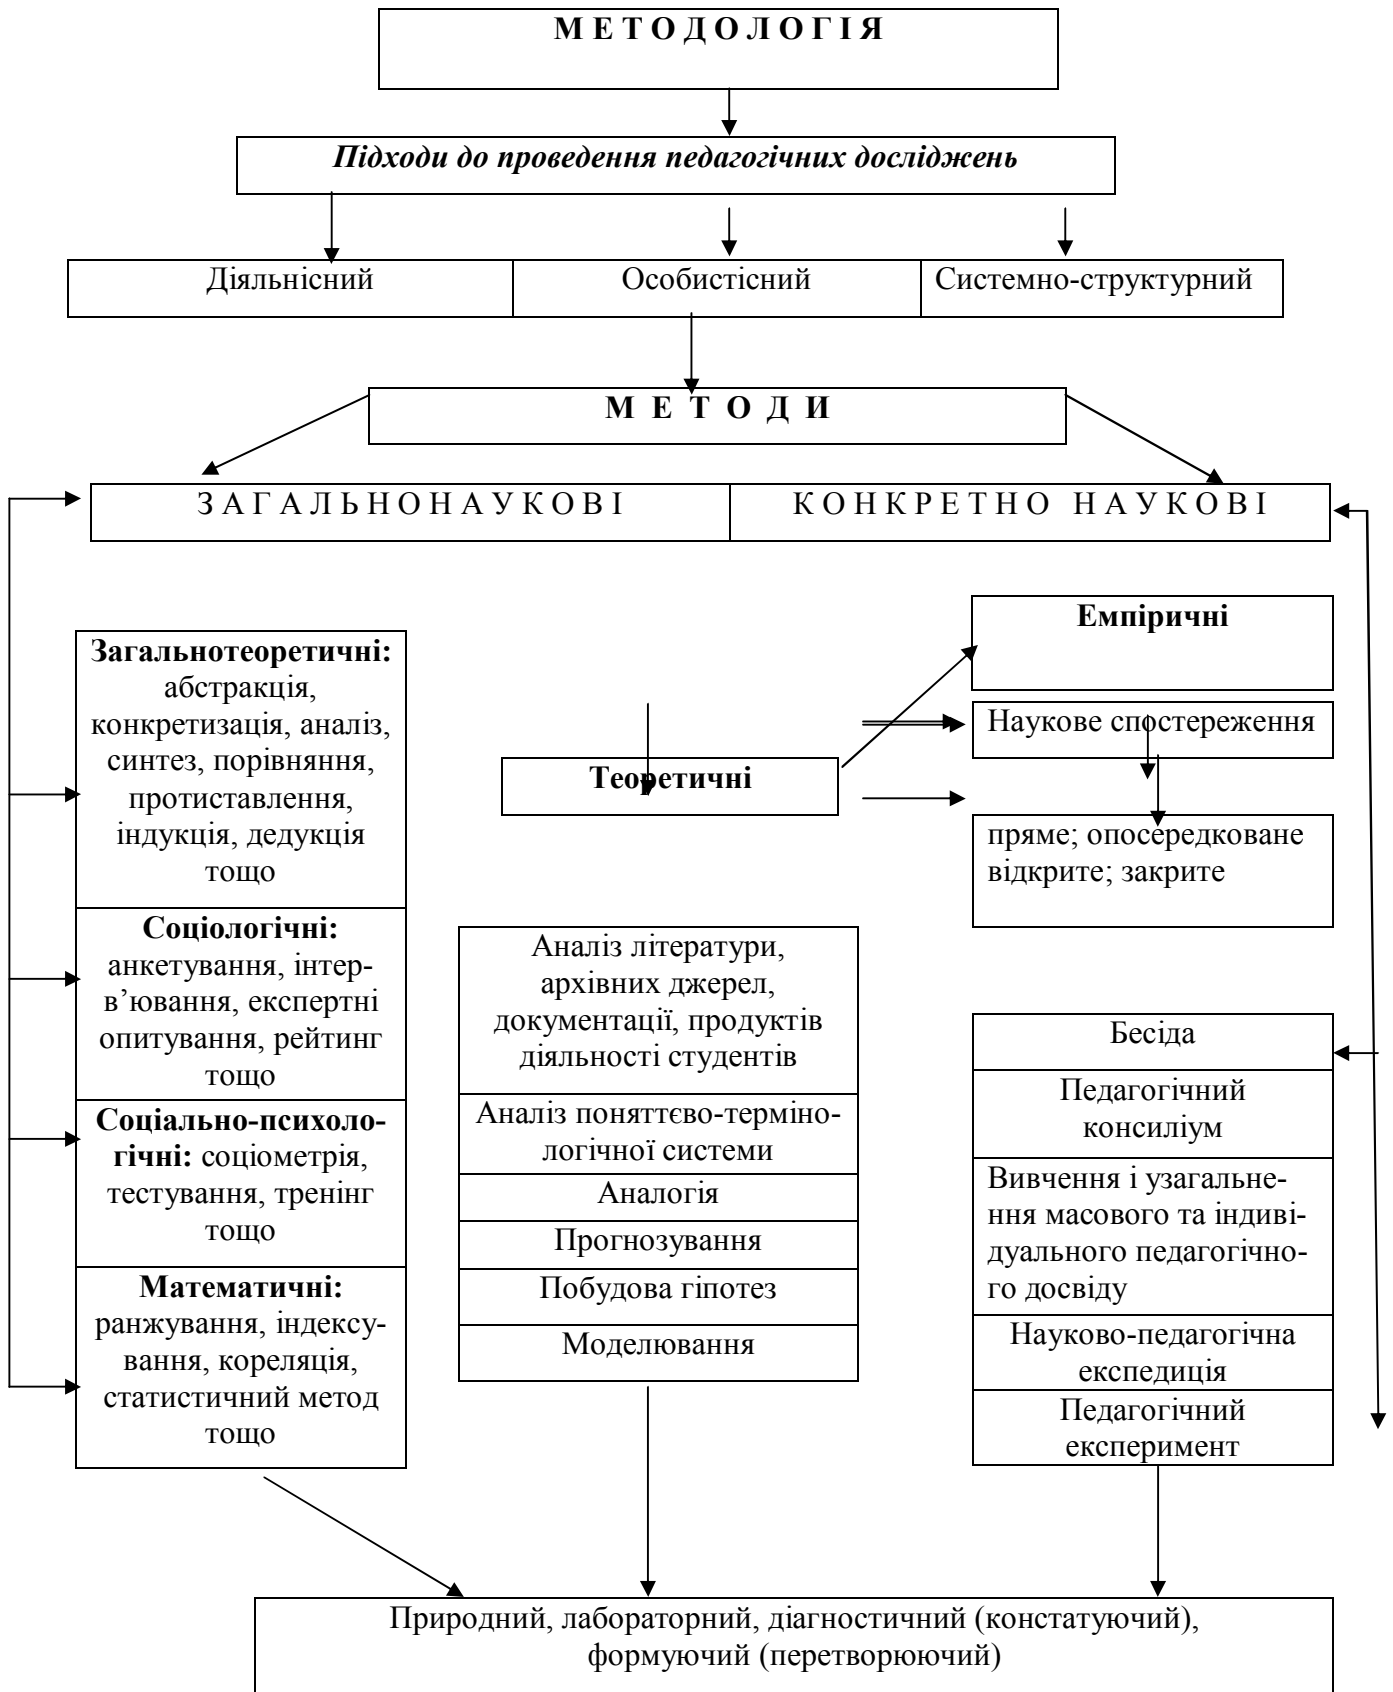 М Е Т О Д О Л О Г І Я
Підходи до проведення педагогічних досліджень
Діяльнісний
Особистісний
Системно-структурний
М Е Т О Д И
З А Г А Л Ь Н О Н А У К О В І
К О Н К Р Е Т Н О Н А У К О В І
Загальнотеоретичні:
абстракція,
конкретизація, аналіз,
синтез, порівняння,
протиставлення,
індукція, дедукція
тощо
Соціологічні:
анкетування, інтер-
в’ювання, експертні
опитування, рейтинг
тощо
Соціально-психоло-
гічні: соціометрія,
тестування, тренінг
тощо
Математичні:
ранжування, індексу-
вання, кореляція,
статистичний метод
тощо
Теоретичні
Аналіз літератури,
архівних джерел,
документації, продуктів
діяльності студентів
Аналіз поняттєво-терміно-
логічної системи
Аналогія
Прогнозування
Побудова гіпотез
Моделювання
Емпіричні
Наукове спостереження
пряме; опосередковане
відкрите; закрите
Бесіда
Педагогічний
консиліум
Вивчення і узагальне-
ння масового та індиві-
дуального педагогічно-
го досвіду
Науково-педагогічна
експедиція
Педагогічний
експеримент
Природний, лабораторний, діагностичний (констатуючий),
формуючий (перетворюючий)